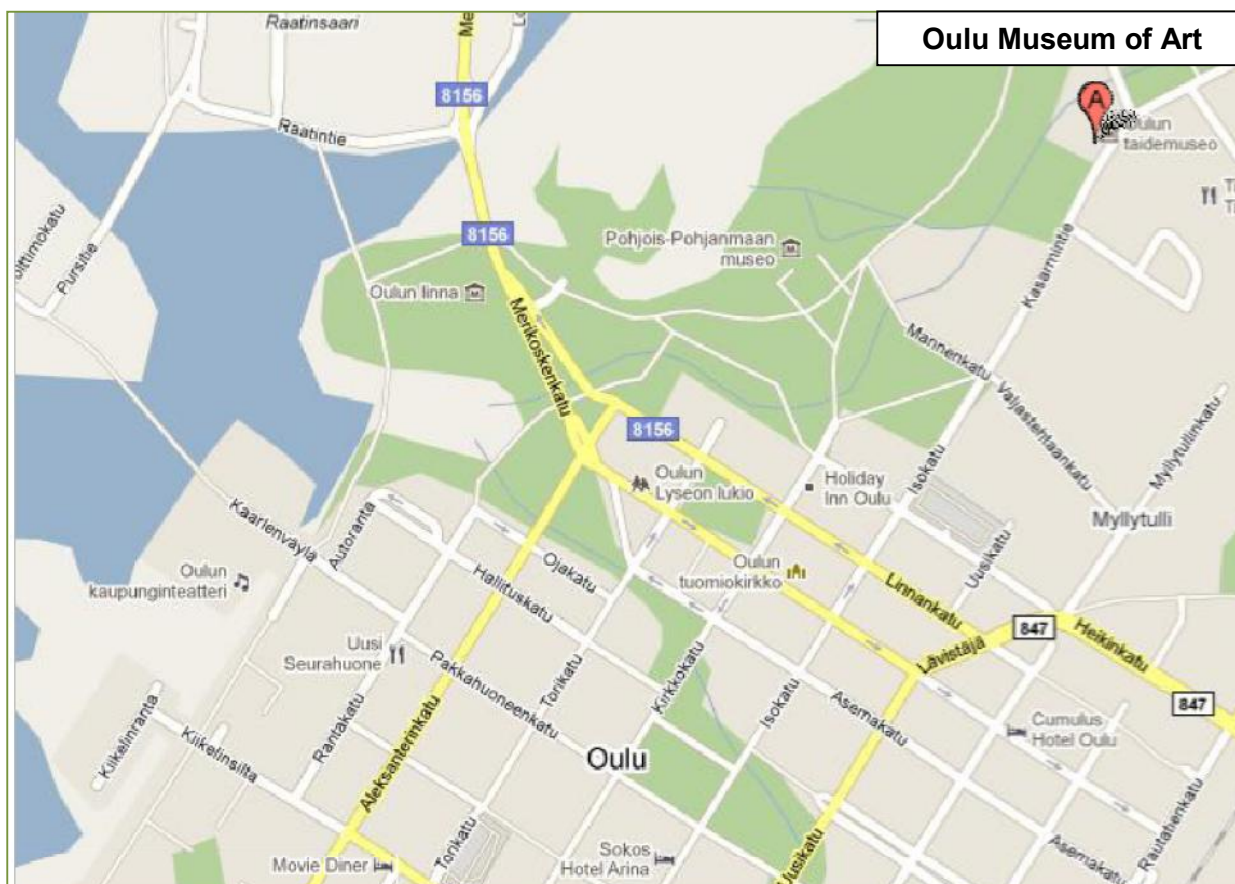 Oulu Museum of Art
Raatinsaari
8156
A
Oulun
taidemuseo
Raatintie
Pursitie
8156
Pohjois-Pohjanmaan
museo
Kasarmintie
Oulun linna
Merikoskenkatu
Mannenkatu
Valjastehtaankatu
Myllytullinkatu
8156
Oulun
Lyseon lukio
Holiday
Inn Oulu
Isokatu
Myllytulli
Kaarlenväylä
Autoranta
Uusikatu
Oulun
kaupunginteatteri
Ojakatu
Hallituskatu
Oulun
tuomiokirkko
Linnankatu
847
Lävistäjä
Heikinkatu
Uusi
Seurahuone
Pakkahuoneenkatu
Torikatu
Kirkkokatu
Isokatu
Asemakatu
847
Kiikelinranta
Kiikelinsilta
Rantakatu
Aleksanterinkatu
Oulu
Cumulus
Hotel Oulu
Movie Diner
Torikatu
Sokos
Hotel Arina
Uusikatu
Asemakatu
Rautatienkatu